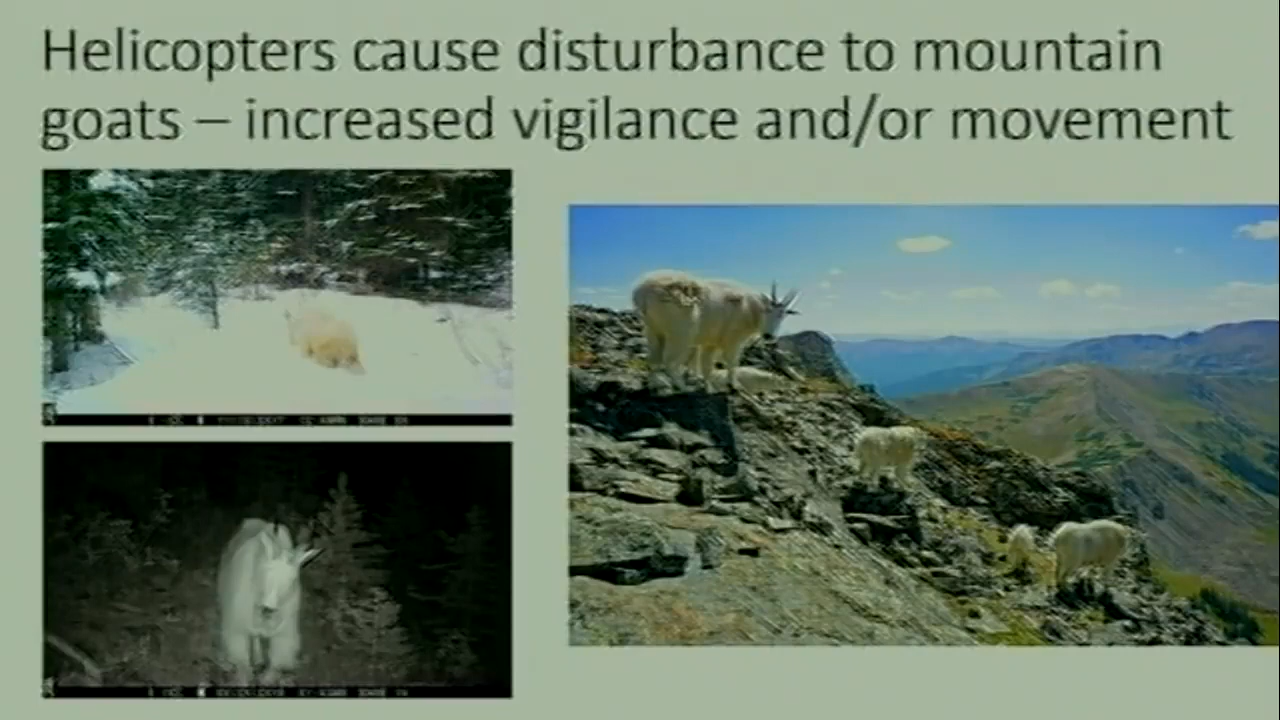 Helicopters cause disturbance to mountain
goats – increased vigilance and/or movement